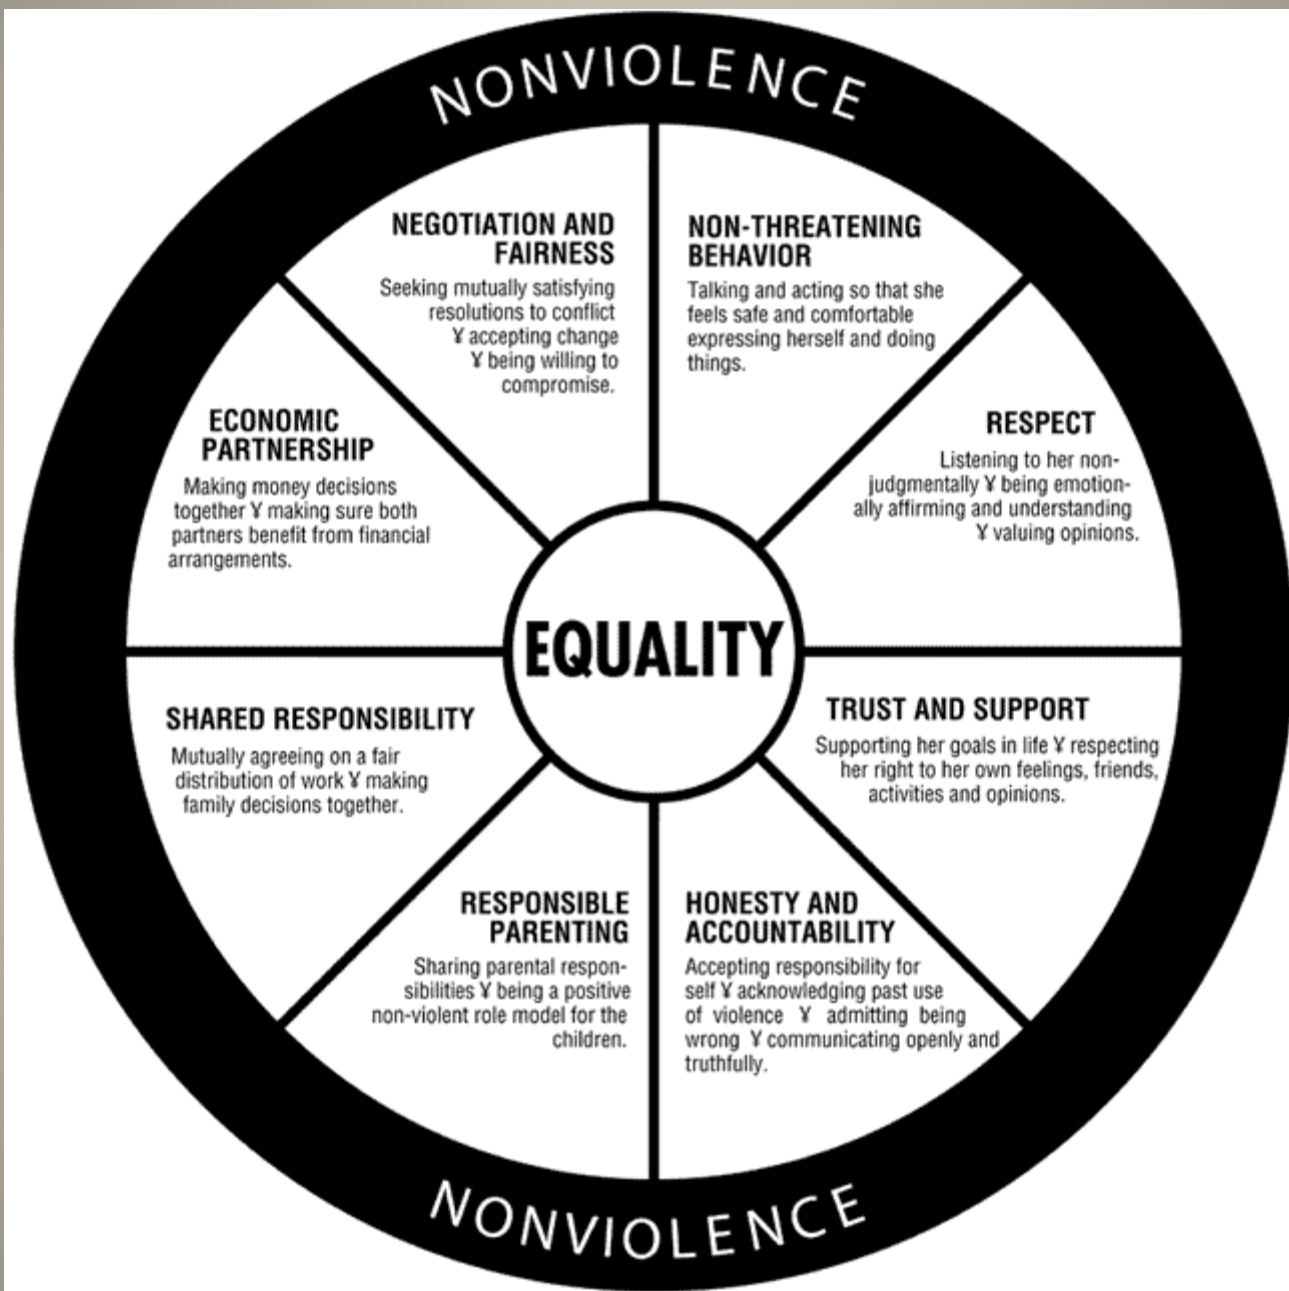 NONVIOLENCE
NEGOTIATION AND
FAIRNESS
Seeking mutually satisfying
resolutions to conflict
¥ accepting change
¥ being willing to
compromise.
NON-THREATENING
BEHAVIOR
Talking and acting so that she
feels safe and comfortable
expressing herself and doing
things.
ECONOMIC
PARTNERSHIP
Making money decisions
together ¥ making sure both
partners benefit from financial
arrangements.
RESPECT
Listening to her non-
judgmentally ¥ being emotion-
ally affirming and understanding
¥ valuing opinions.
EQUALITY
SHARED RESPONSIBILITY
Mutually agreeing on a fair
distribution of work ¥ making
family decisions together.
TRUST AND SUPPORT
Supporting her goals in life ¥ respecting
her right to her own feelings, friends,
activities and opinions.
RESPONSIBLE
PARENTING
Sharing parental respon-
sibilities ¥ being a positive
non-violent role model for the
children.
HONESTY AND
ACCOUNTABILITY
Accepting responsibility for
self ¥ acknowledging past use
of violence ¥ admitting being
wrong ¥ communicating openly and
truthfully.
NONVIOLENCE